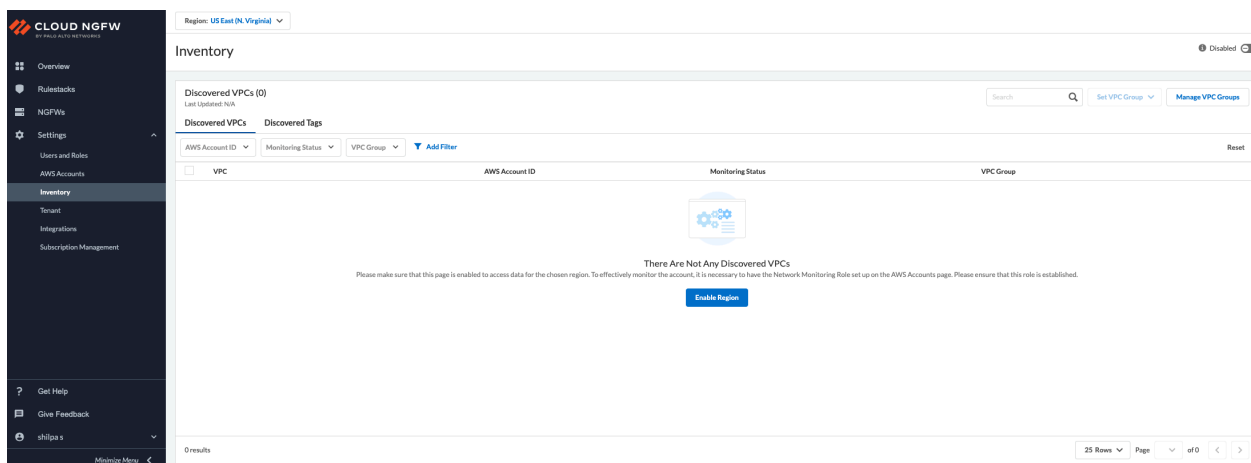 CLOUD NGFW
BY PALO ALTO NETWORKS
Overview
Rulestacks
NGFWs
Settings
Users and Roles
AWS Accounts
Inventory
Tenant
Integrations
Subscription Management
? Get Help
Give Feedback
shilpa s
Minimize Menu
Region: US East (N. Virginia)
Inventory
Disabled
Discovered VPCs (0)
Last Updated: N/A
Search
Set VPC Group
Manage VPC Groups
Discovered VPCs Discovered Tags
AWS Account ID Monitoring Status VPC Group Add Filter Reset
VPC AWS Account ID Monitoring Status VPC Group
There Are Not Any Discovered VPCs
Please make sure that this page is enabled to access data for the chosen region. To effectively monitor the account, it is necessary to have the Network Monitoring Role set up on the AWS Accounts page. Please ensure that this role is established.
Enable Region
0 results 25 Rows Page of 0